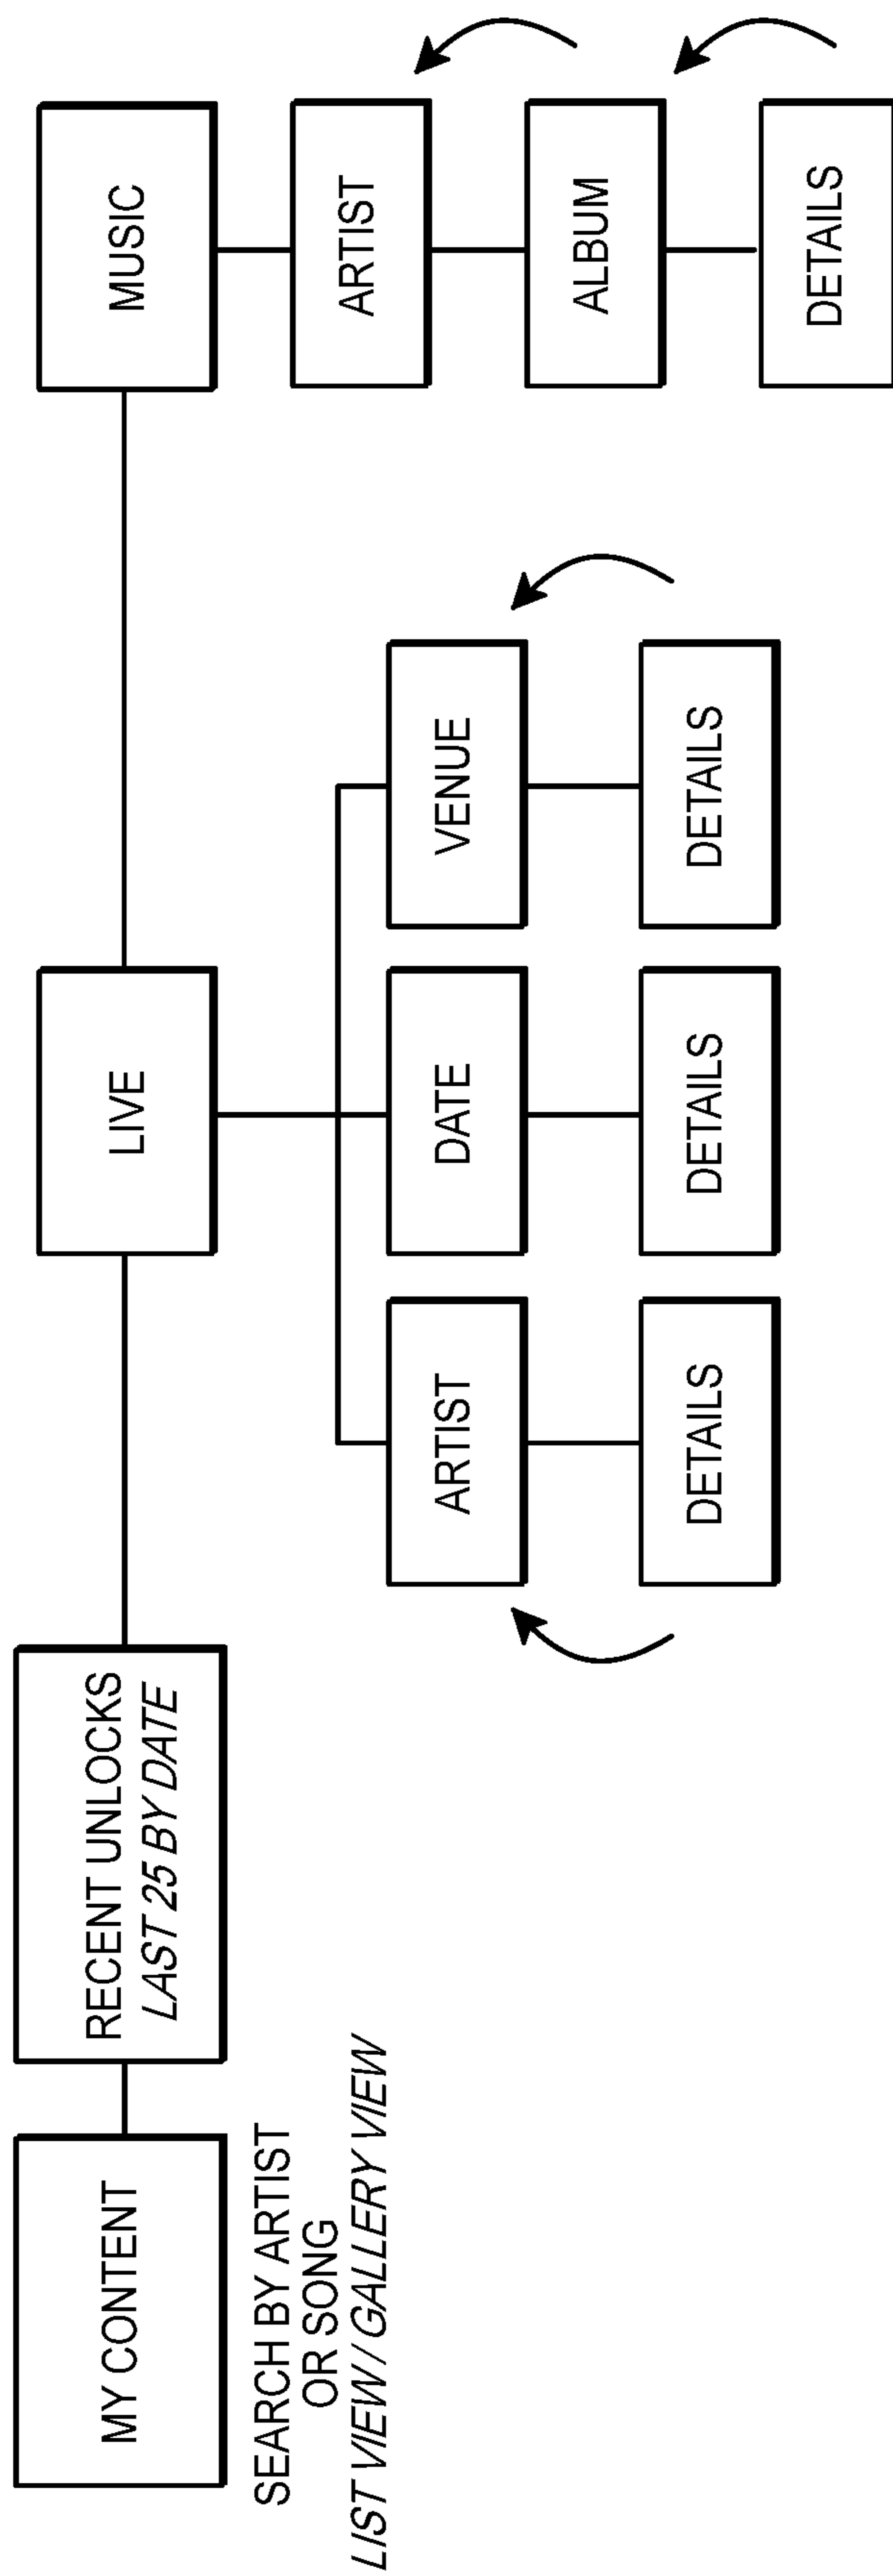 MY CONTENT
SEARCH BY ARTIST
OR SONG
LIST VIEW / GALLERY VIEW
RECENT UNLOCKS
LAST 25 BY DATE
LIVE
ARTIST
DETAILS
DATE
DETAILS
VENUE
DETAILS
MUSIC
ARTIST
ALBUM
DETAILS